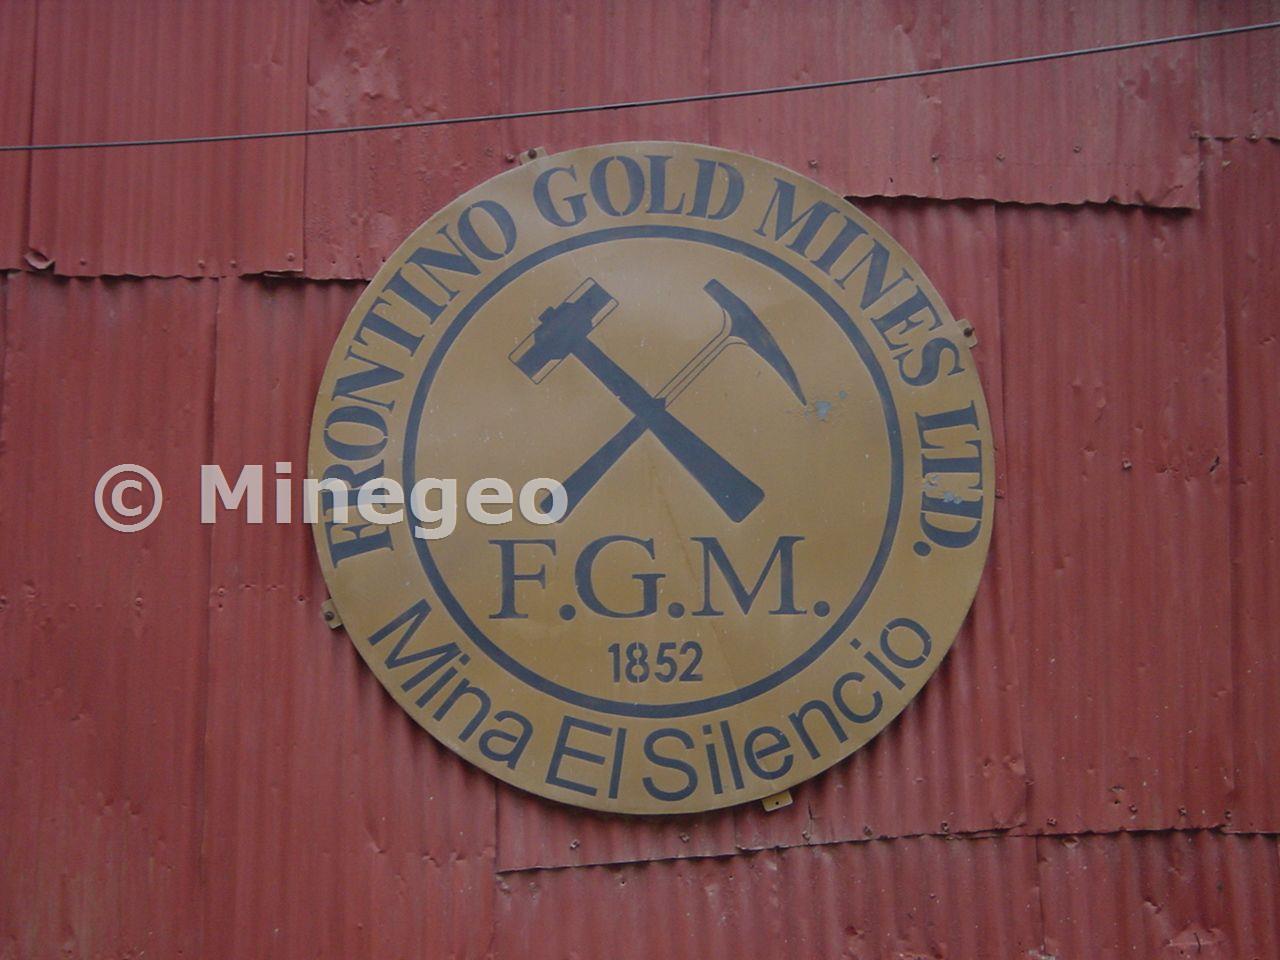 FRONTINO GOLD MINES LTD.
© Minegeo
F.G.M.
1852
Mina El Silencio